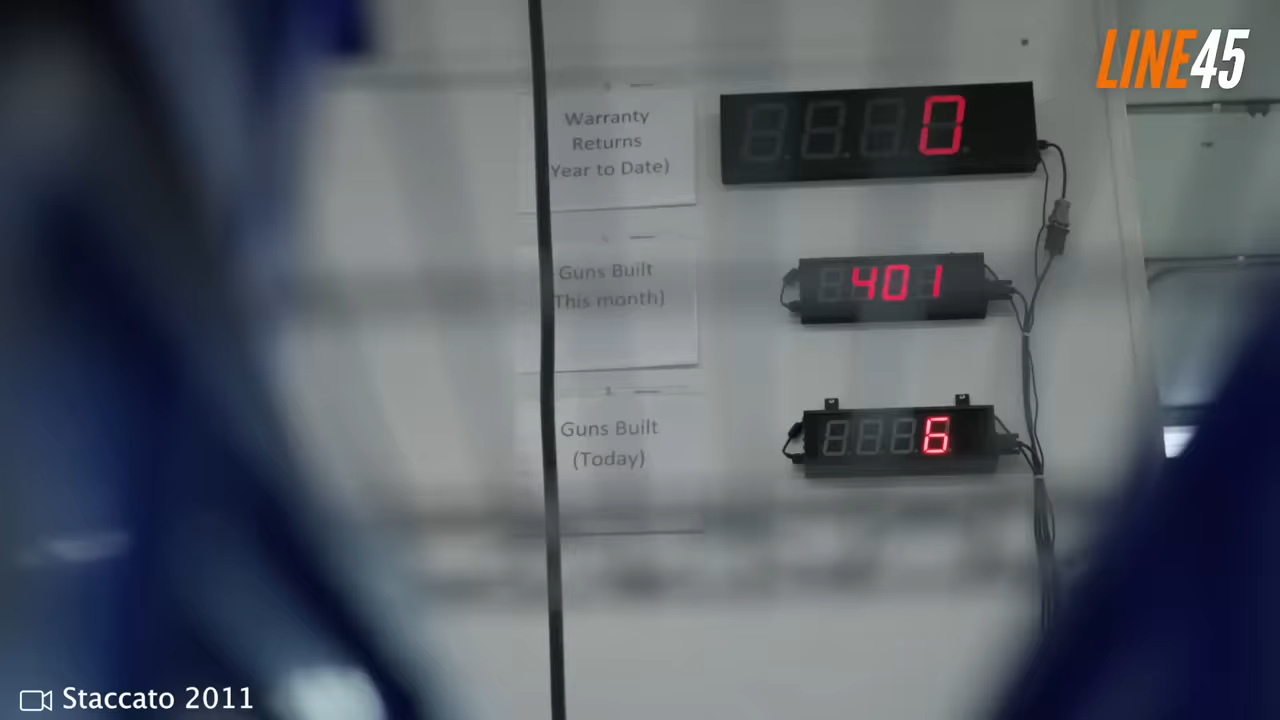 LINE45
Warranty
Returns
Year to Date)
0
Guns Built
This month)
401
Guns Built
(Today)
6
Staccato 2011